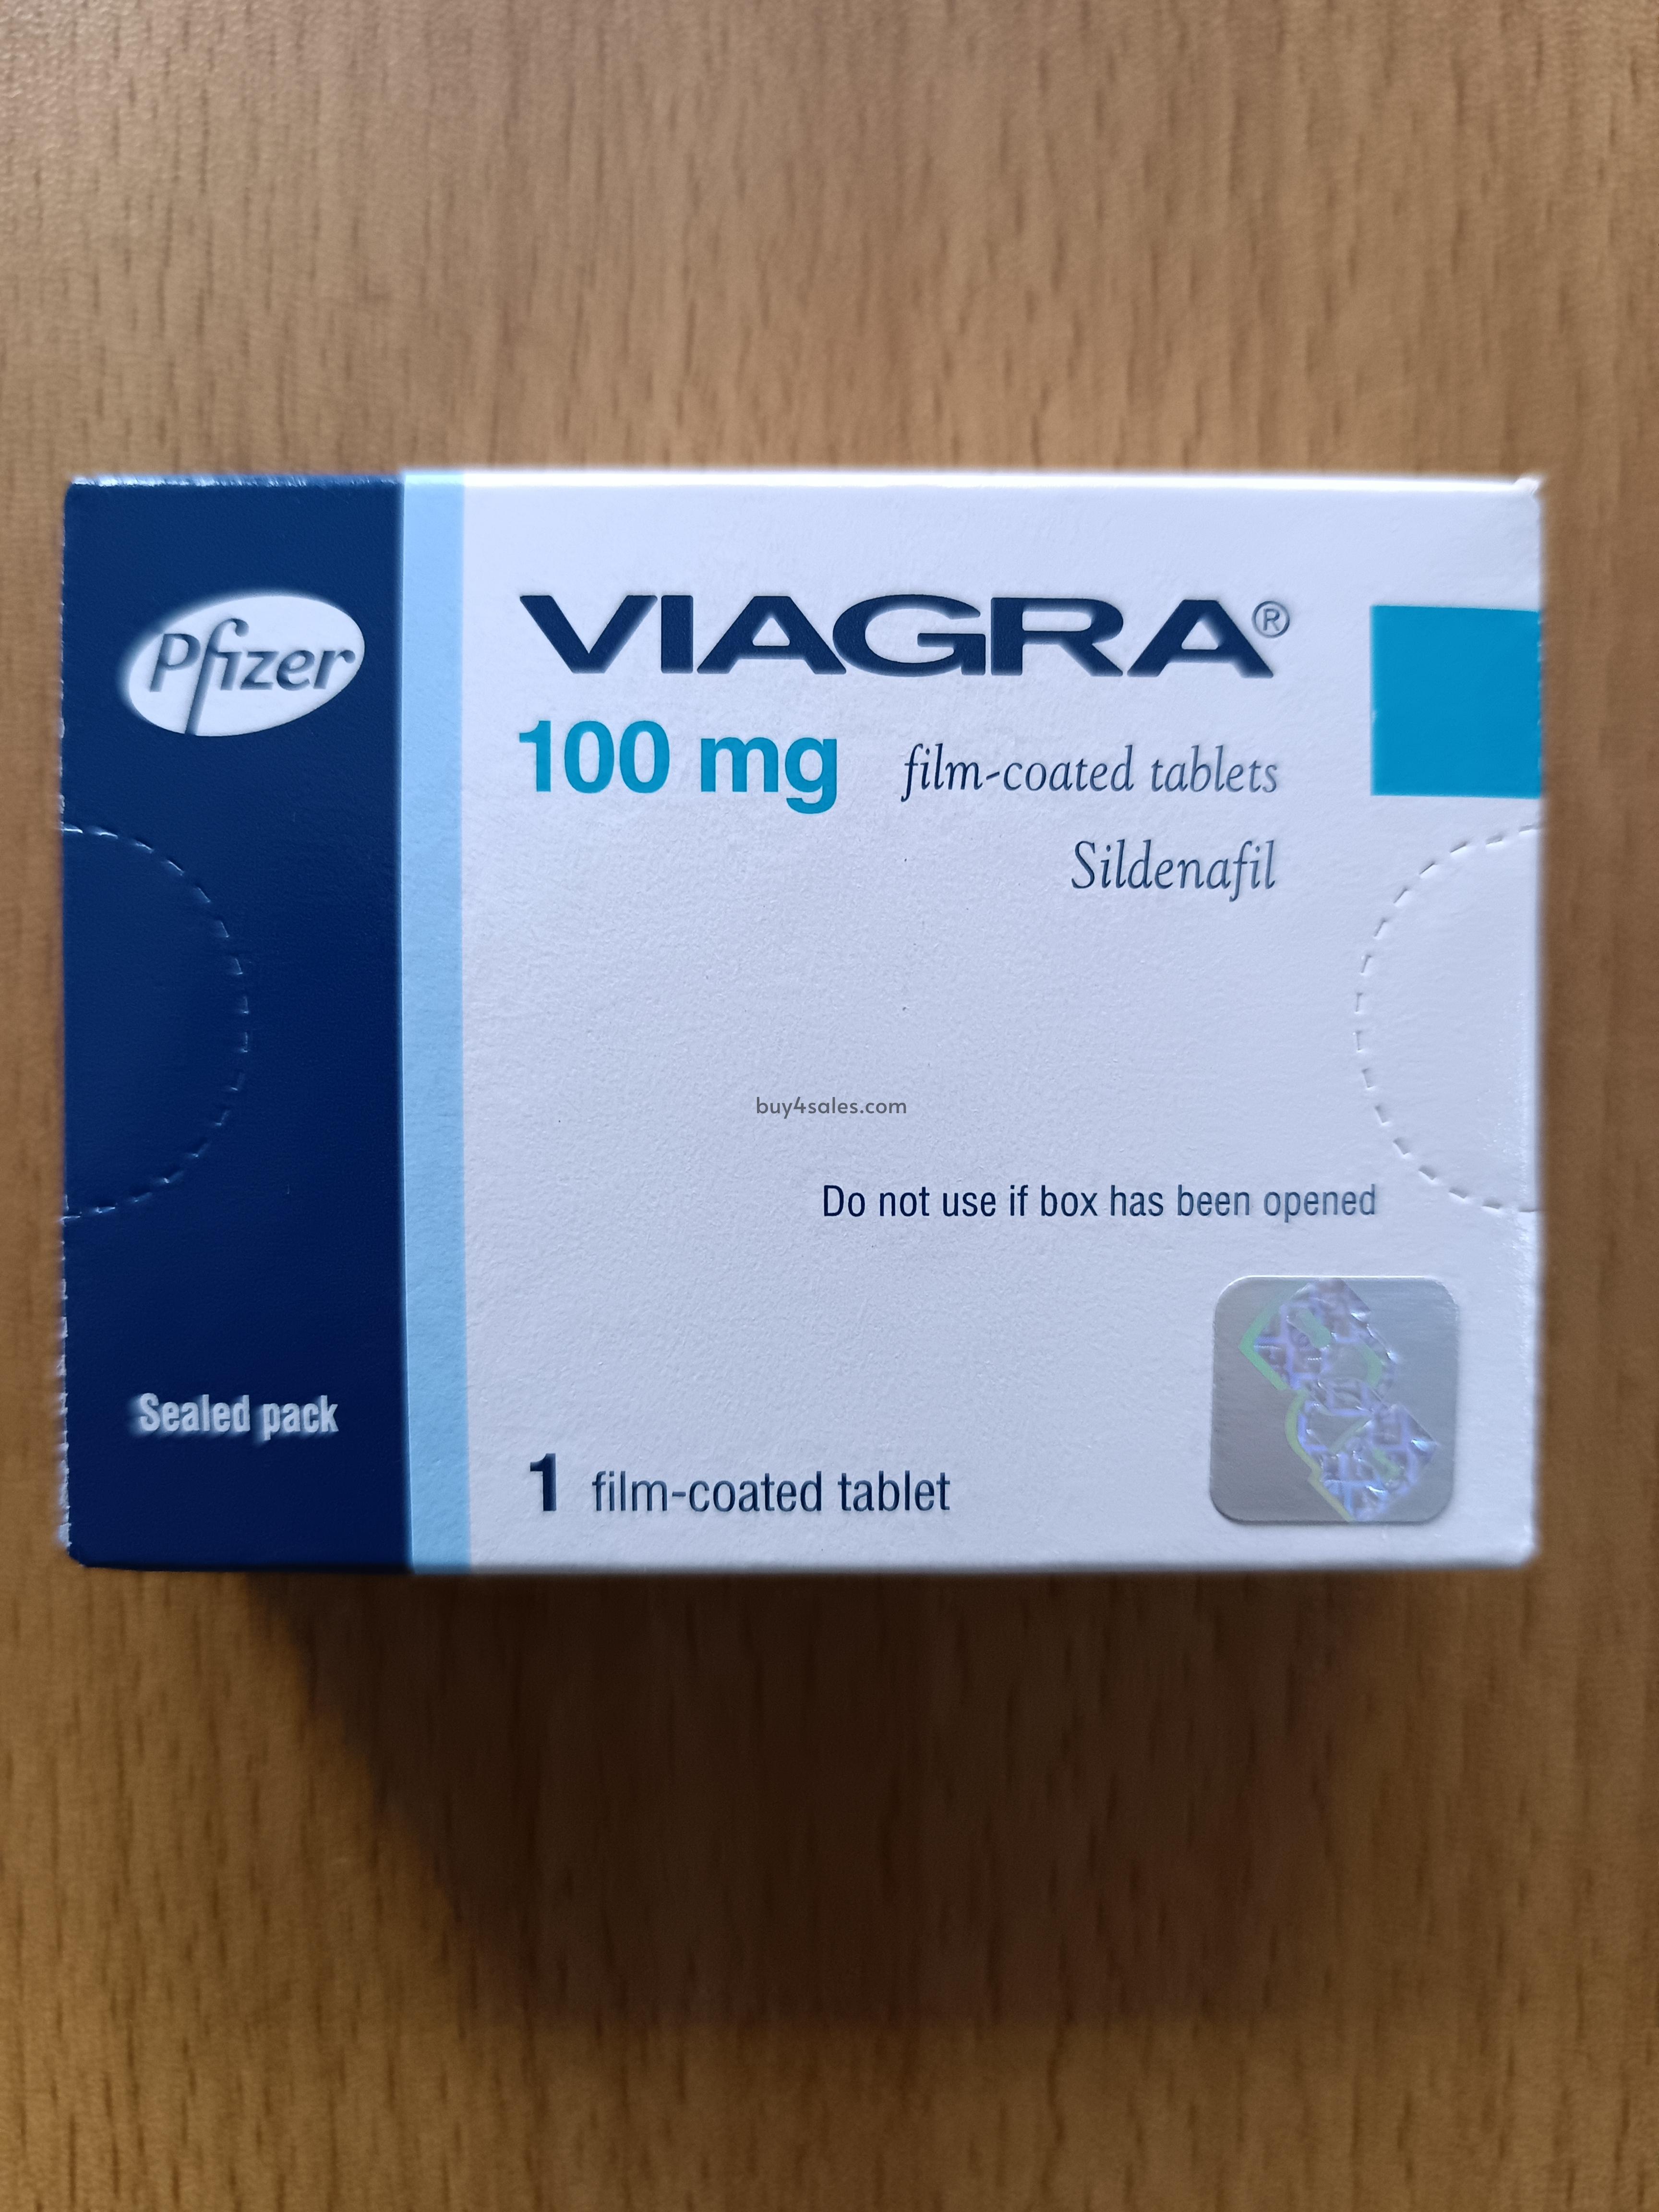 Pfizer
VIAGRA®
100 mg film-coated tablets
Sildenafil
buy4sales.com
Do not use if box has been opened
Sealed pack
1 film-coated tablet